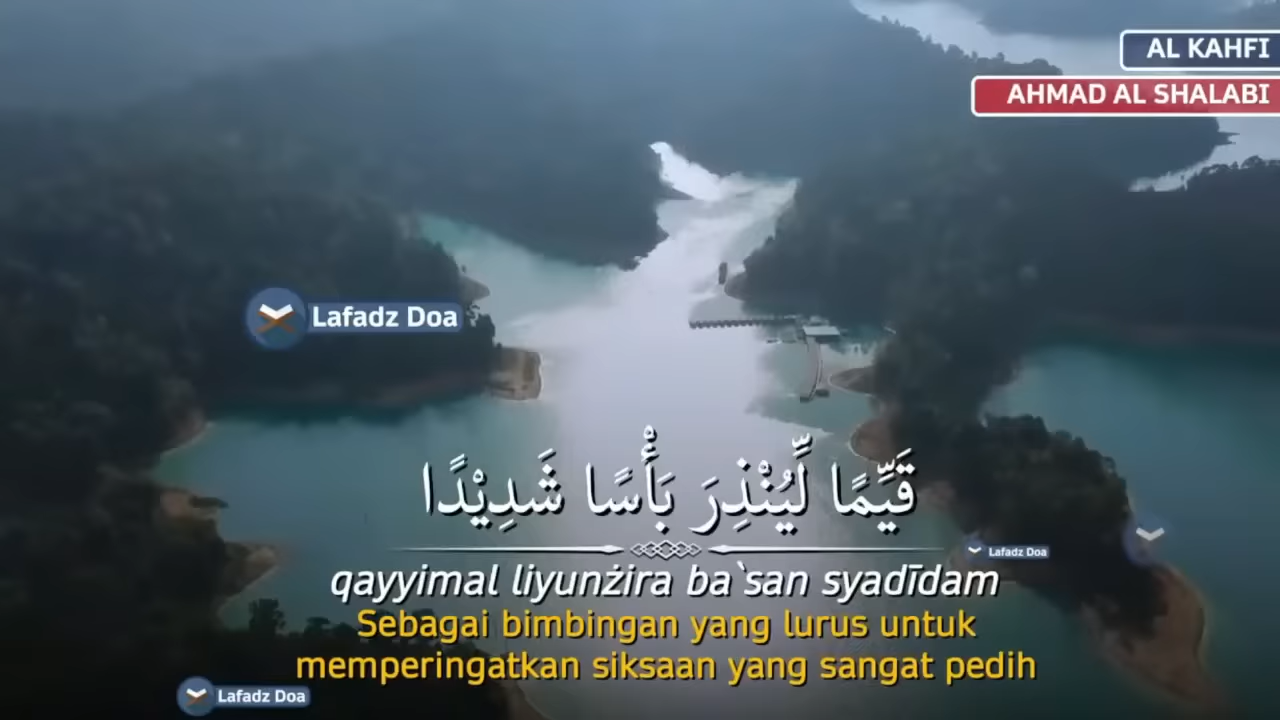 AL KAHFI
AHMAD AL SHALABI
Lafadz Doa
قَيِّمًا لِّيُنْذِرَ بَأْسًا شَدِيْدًا
Lafadz Doa
qayyimal liyunżira ba`san syadīdam
Sebagai bimbingan yang lurus untuk
memperingatkan siksaan yang sangat pedih
Lafadz Doa